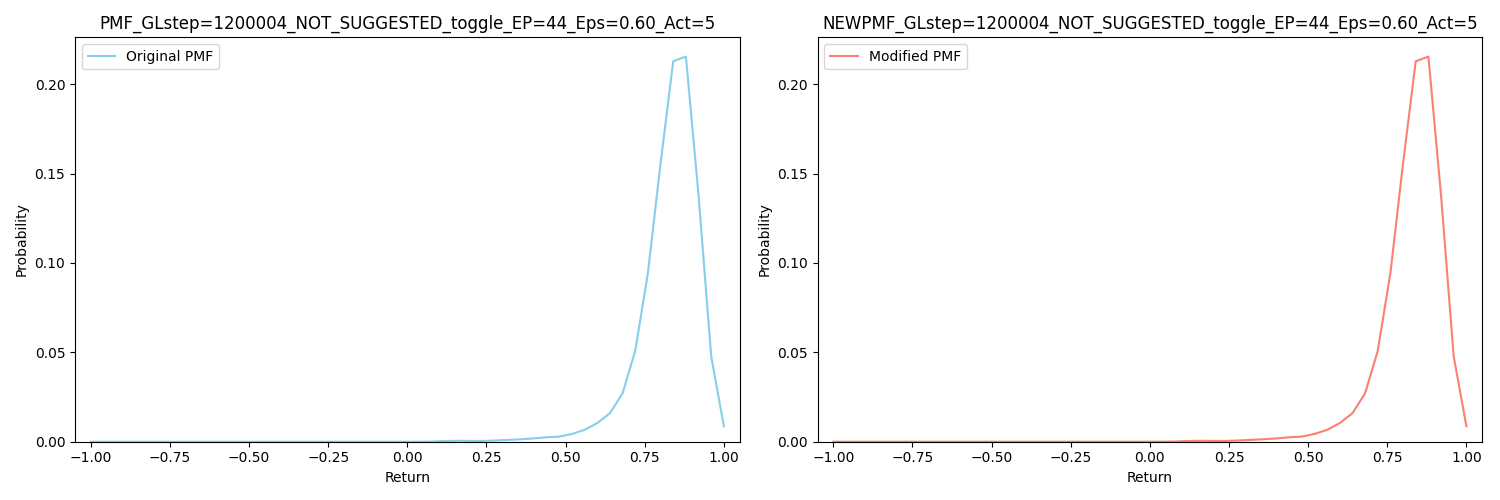 PMF_GLstep=1200004_NOT_SUGGESTED_toggle_EP=44_Eps=0.60_Act=5
Original PMF
Probability
0.20
0.15
0.10
0.05
0.00
−1.00 −0.75 −0.50 −0.25 0.00 0.25 0.50 0.75 1.00
Return
NEWPMF_GLstep=1200004_NOT_SUGGESTED_toggle_EP=44_Eps=0.60_Act=5
Modified PMF
Probability
0.20
0.15
0.10
0.05
0.00
−1.00 −0.75 −0.50 −0.25 0.00 0.25 0.50 0.75 1.00
Return